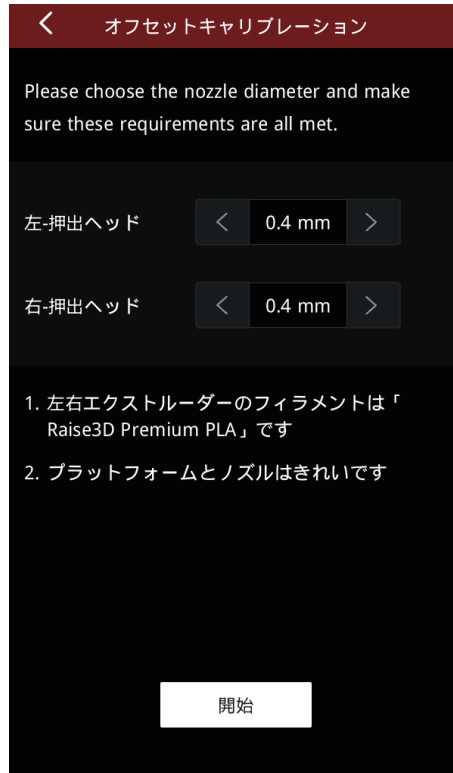 オフセットキャリブレーション
Please choose the nozzle diameter and make
sure these requirements are all met.
左-押出ヘッド
0.4 mm
右-押出ヘッド
0.4 mm
1. 左右エクストルーダーのフィラメントは「
Raise3D Premium PLA」です
2. プラットフォームとノズルはきれいです
開始